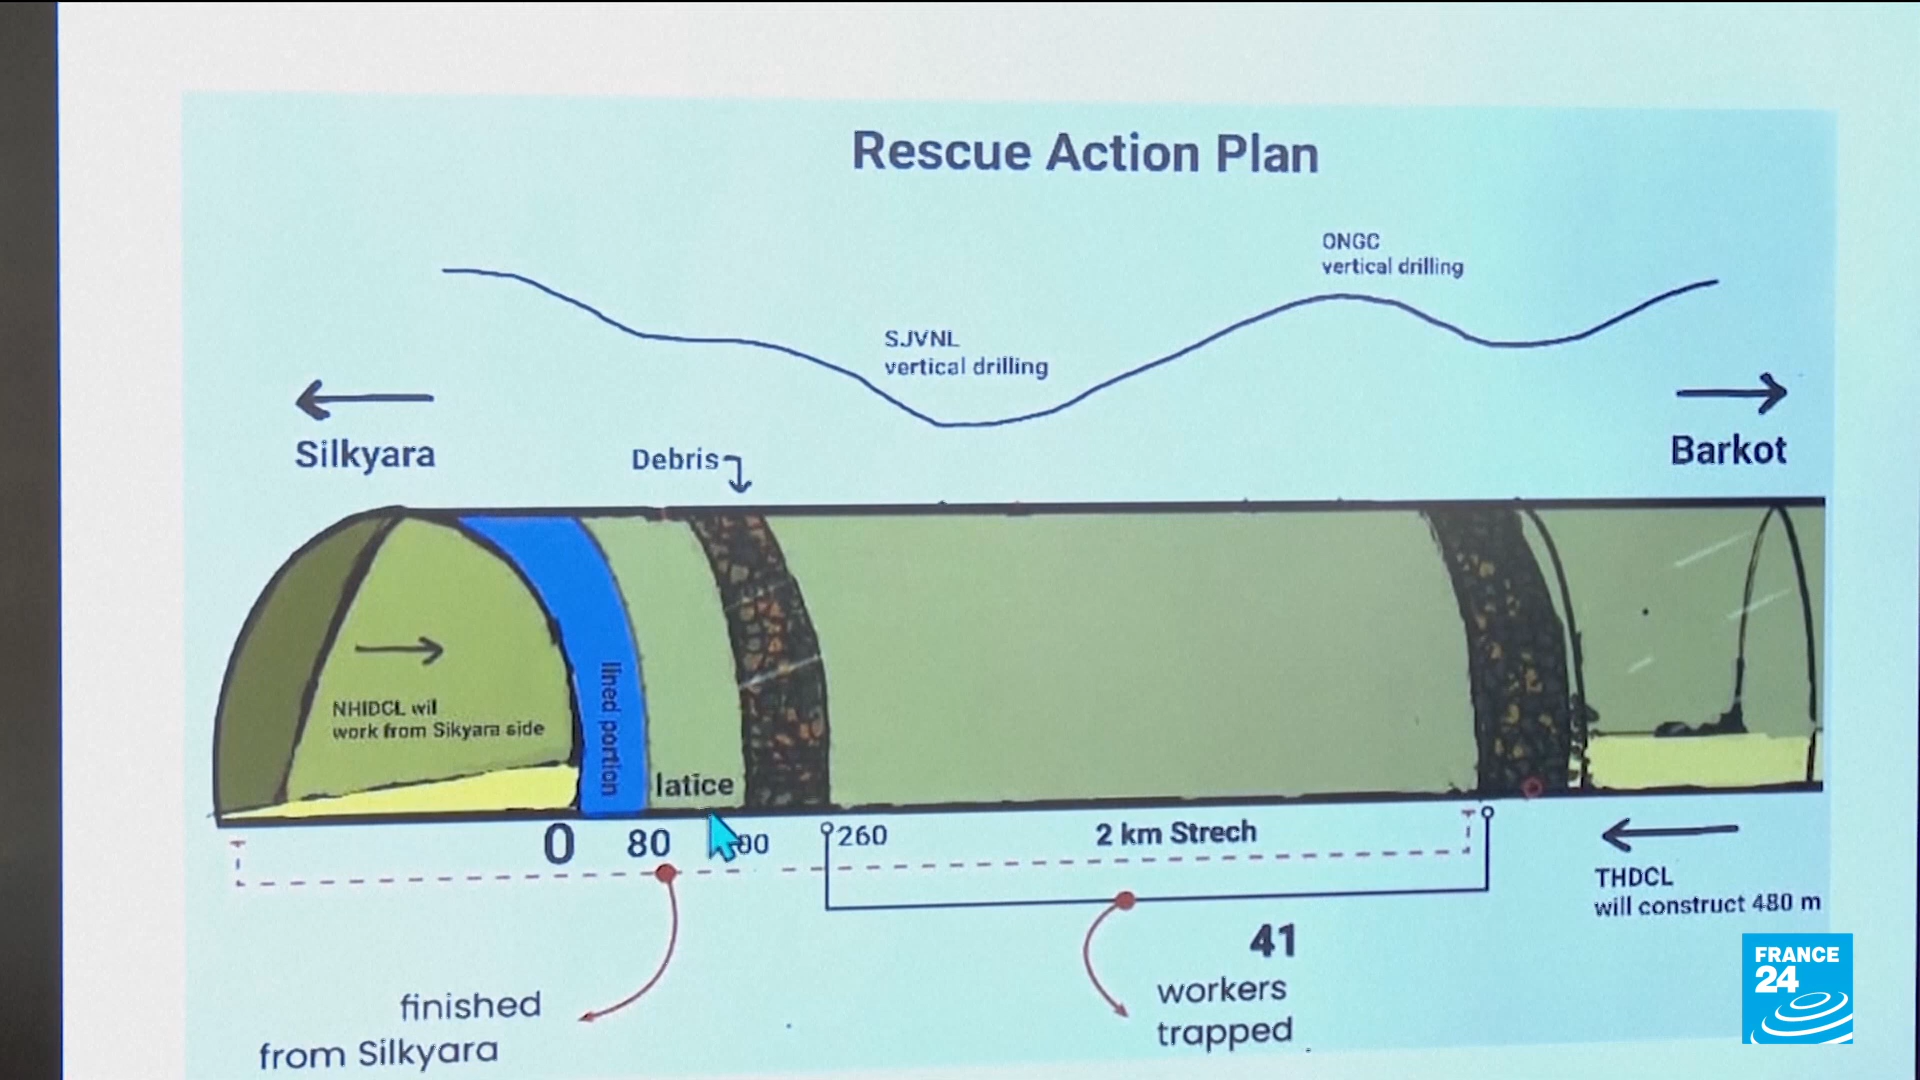 Rescue Action Plan
ONGC
vertical drilling
SJVNL
vertical drilling
Silkyara
Barkot
Debris
NHIDCL wil
work from Sikyara side
lined portion
latice
0
80
260
2 km Strech
THDCL
will construct 480 m
41
workers
trapped
finished
from Silkyara
FRANCE
24